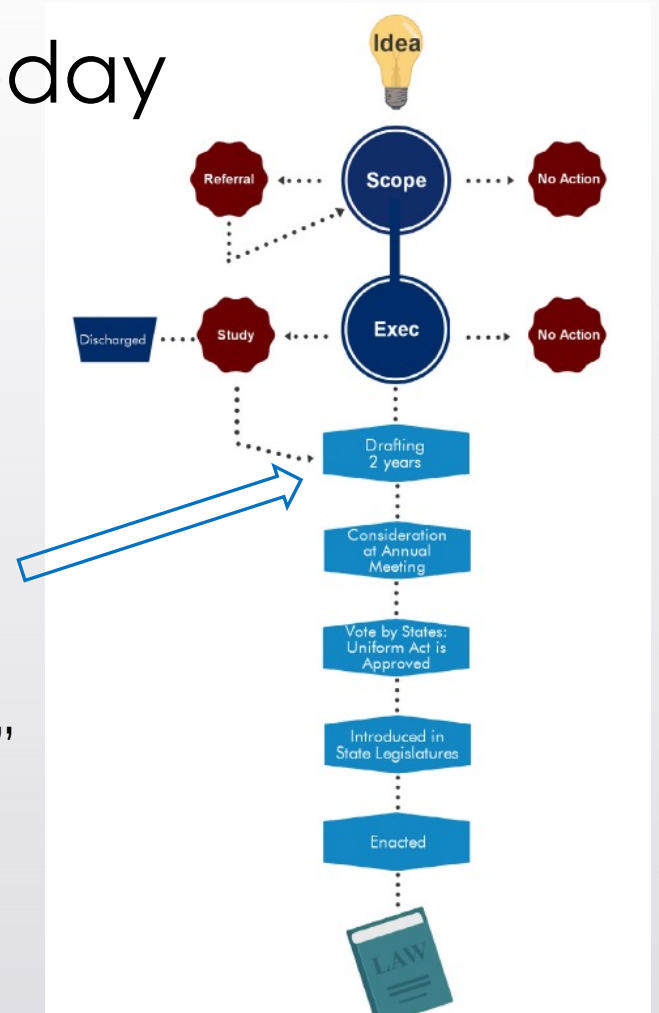 day
Idea
Referral
Scope
No Action
Discharged
Study
Exec
No Action
Drafting
2 years
Consideration
at Annual
Meeting
Vote by States:
Uniform Act is
Approved
”
Introduced in
State Legislatures
Enacted
LAW